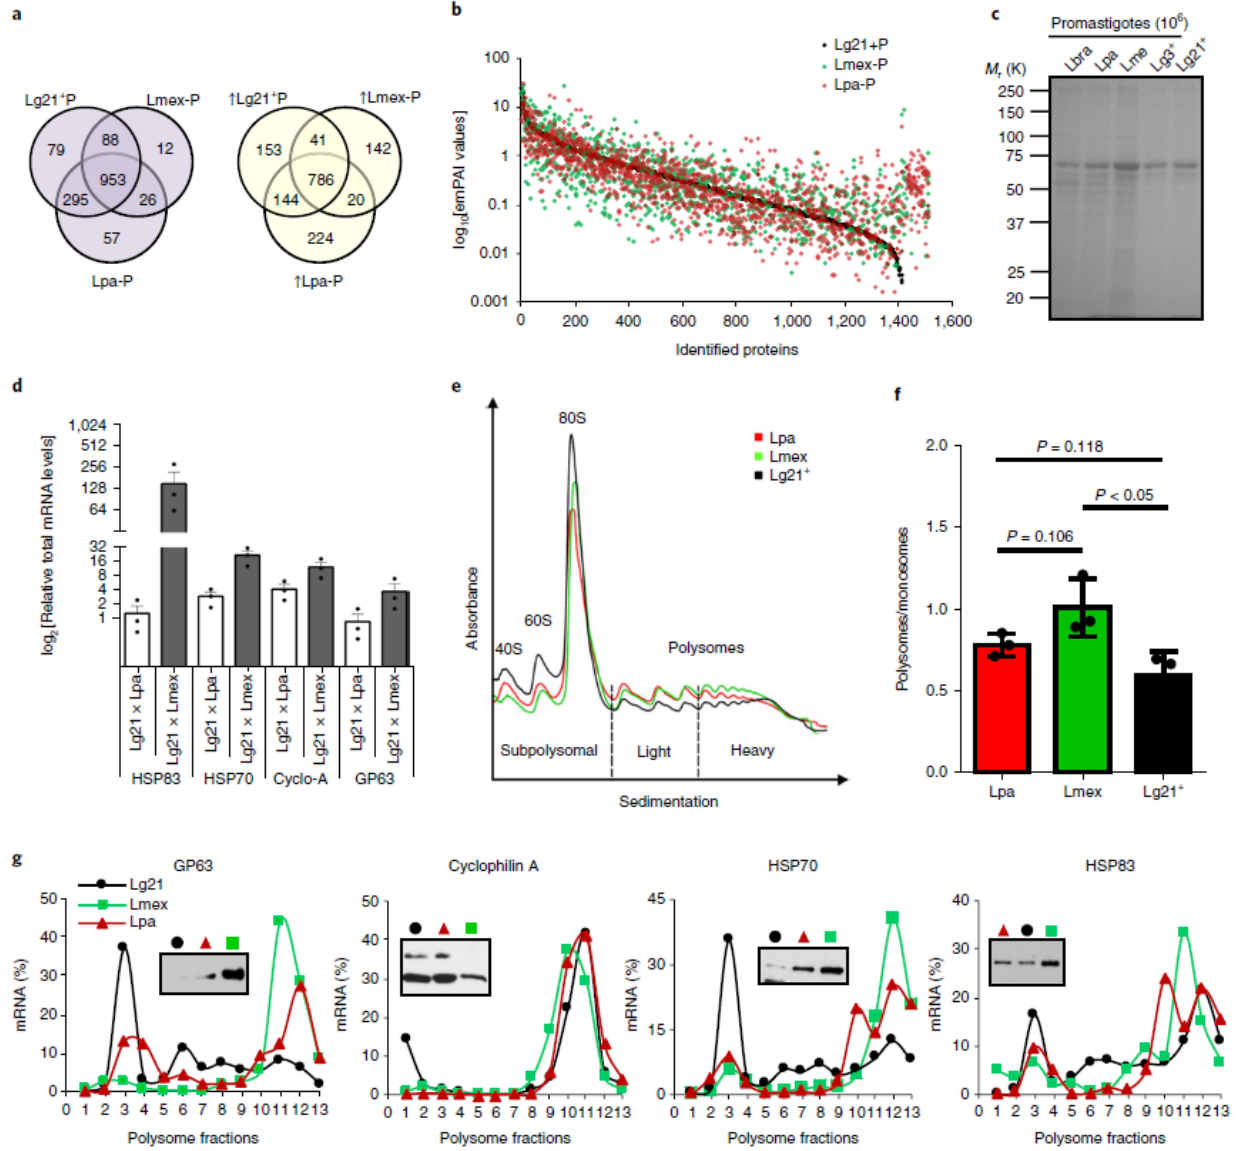 a
Lg21⁺P
Lmex-P
79
88
12
953
295
26
57
Lpa-P
↑Lg21⁺P
↑Lmex-P
153
41
142
786
144
20
224
↑Lpa-P
b
Lg21+P
Lmex-P
Lpa-P
log₁₀[emPAI values]
100
10
1
0.1
0.01
0.001
0 200 400 600 800 1,000 1,200 1,400 1,600
Identified proteins
c
Promastigotes (10⁶)
Lbra Lpa Lme Lg3⁺ Lg21⁺
Mᵣ (K)
250
150
100
75
50
37
25
20
d
log₂[Relative total mRNA levels]
1,024
512
256
128
64
32
16
8
4
2
1
Lg21 × Lpa
Lg21 × Lmex
Lg21 × Lpa
Lg21 × Lmex
Lg21 × Lpa
Lg21 × Lmex
Lg21 × Lpa
Lg21 × Lmex
HSP83 HSP70 Cyclo-A GP63
e
Absorbance
80S
60S
40S
Lpa
Lmex
Lg21⁺
Polysomes
Subpolysomal Light Heavy
Sedimentation
f
Polysomes/monosomes
2.0
1.5
1.0
0.5
0.0
P = 0.118
P < 0.05
P = 0.106
Lpa Lmex Lg21⁺
g
GP63
Lg21
Lmex
Lpa
mRNA (%)
50
40
30
20
10
0
0 1 2 3 4 5 6 7 8 9 10 11 12 13
Polysome fractions
Cyclophilin A
mRNA (%)
50
40
30
20
10
0
0 1 2 3 4 5 6 7 8 9 10 11 12 13
Polysome fractions
HSP70
mRNA (%)
45
30
15
0
0 1 2 3 4 5 6 7 8 9 10 11 12 13
Polysome fractions
HSP83
mRNA (%)
40
30
20
10
0
0 1 2 3 4 5 6 7 8 9 10 11 12 13
Polysome fractions